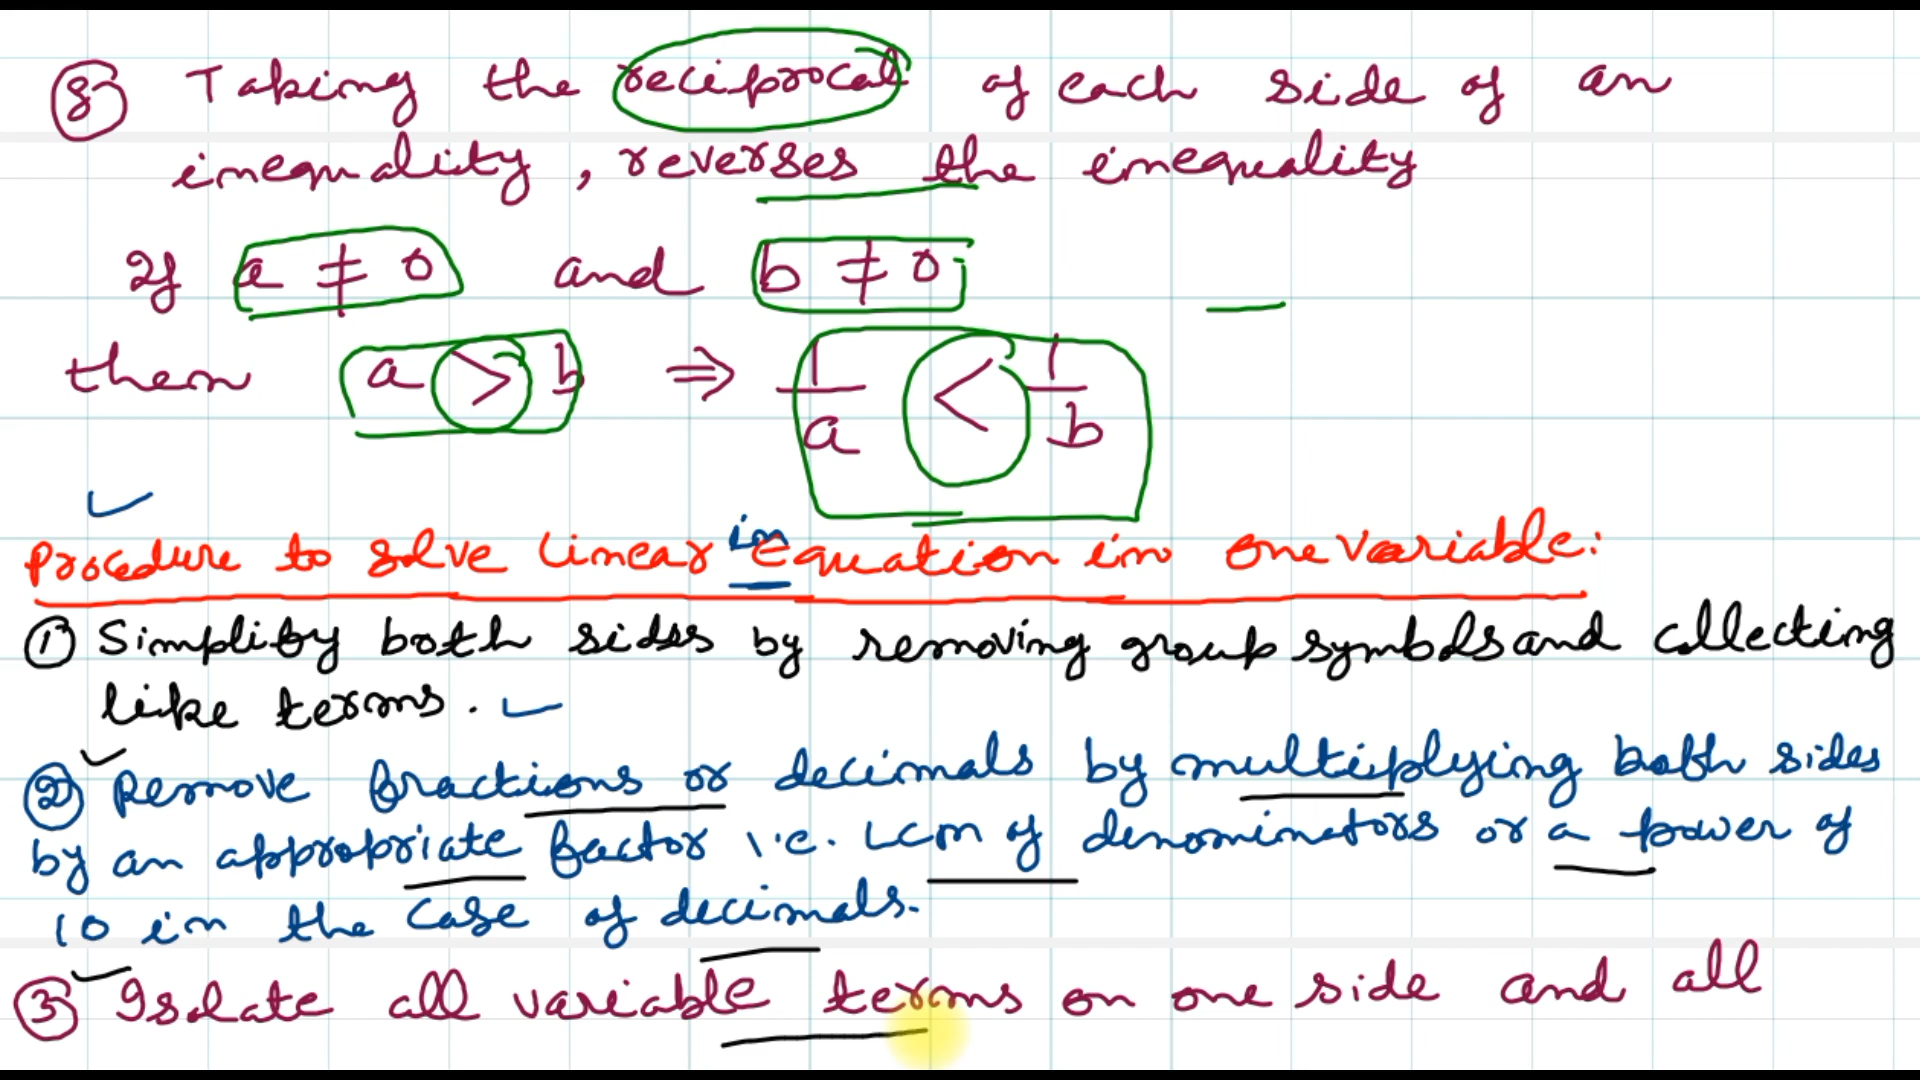 ⑧ Taking the reciprocal of each side of an
inequality, reverses the inequality
If a ≠ 0 and b ≠ 0
then a > b ⇒ 1/a < 1/b
Procedure to solve linear inEquation in one variable:
① Simplify both sides by removing group symbols and collecting
like terms.
② Remove fractions or decimals by multiplying both sides
by an appropriate factor i.e. LCM of denominators or a power of
10 in the case of decimals.
③ Isolate all variable terms on one side and all